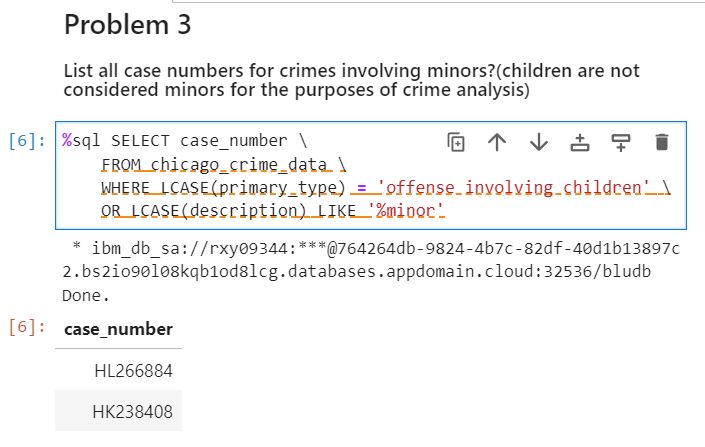 Problem 3
List all case numbers for crimes involving minors?(children are not
considered minors for the purposes of crime analysis)
[6]: %sql SELECT case_number \
FROM chicago_crime_data \
WHERE LCASE(primary_type) = 'offense involving children' \
OR LCASE(description) LIKE '%minor'
* ibm_db_sa://rxy09344:***@764264db-9824-4b7c-82df-40d1b13897c
2.bs2io90l08kqb1od8lcg.databases.appdomain.cloud:32536/bludb
Done.
[6]: case_number
HL266884
HK238408